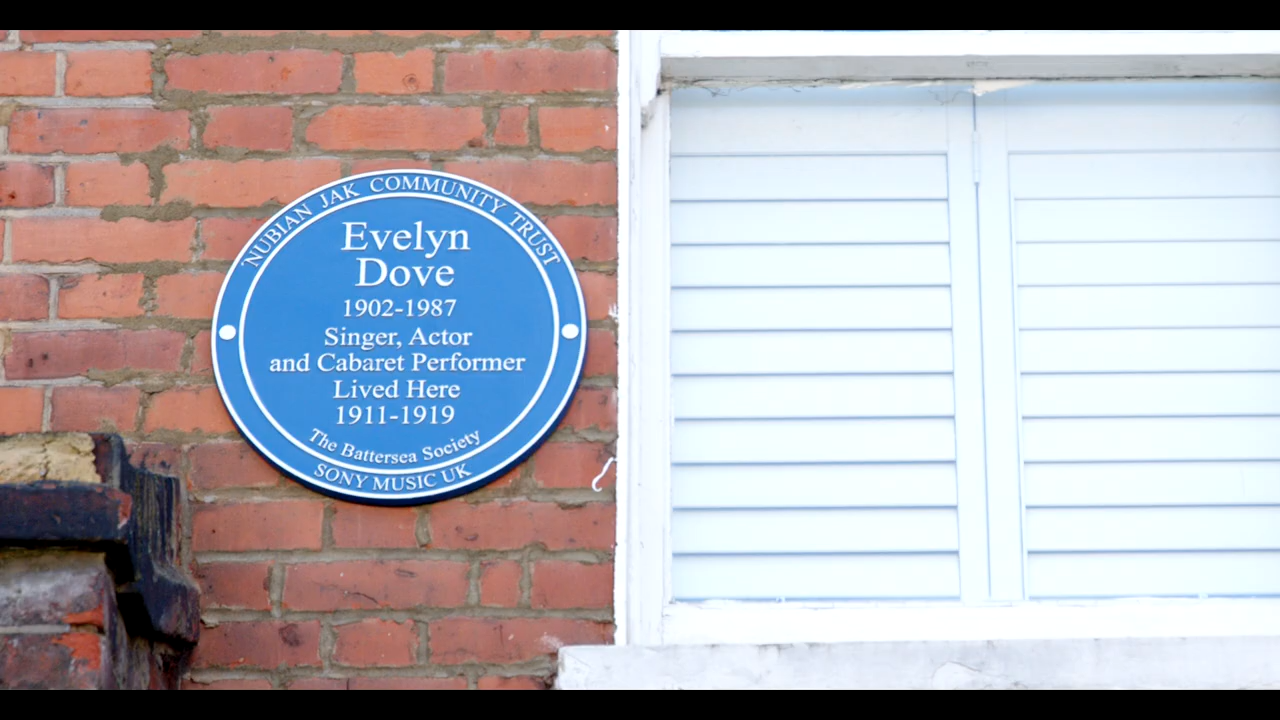 NUBIAN JAK COMMUNITY TRUST
Evelyn
Dove
1902-1987
Singer, Actor
and Cabaret Performer
Lived Here
1911-1919
The Battersea Society
SONY MUSIC UK